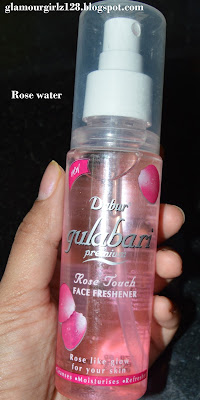 glamourgirlz128.blogspot.com
Rose water
Dabur
gulabari
premium
Rose Touch
FACE FRESHENER
Rose like glow
for your skin
•Moisturises •Refreshes